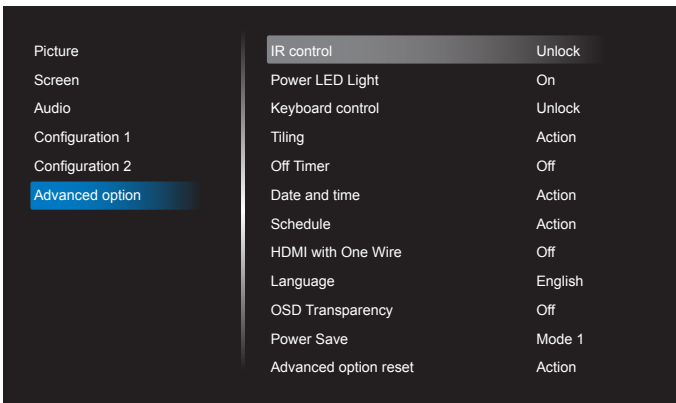 Picture
Screen
Audio
Configuration 1
Configuration 2
Advanced option
IR control Unlock
Power LED Light On
Keyboard control Unlock
Tiling Action
Off Timer Off
Date and time Action
Schedule Action
HDMI with One Wire Off
Language English
OSD Transparency Off
Power Save Mode 1
Advanced option reset Action